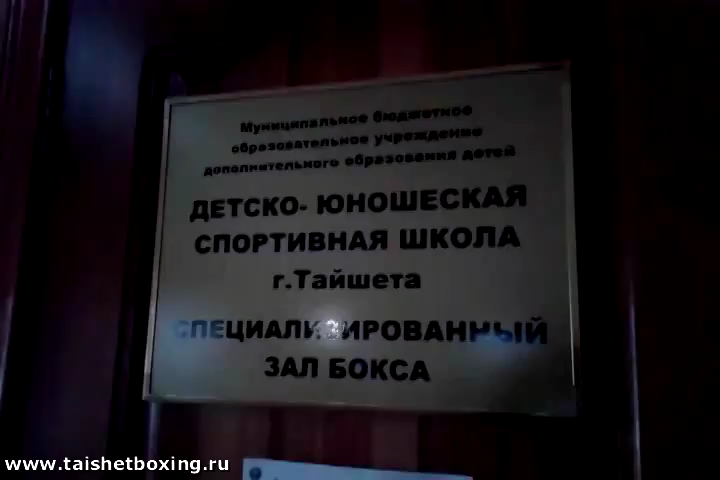 Муниципальное бюджетное
образовательное учреждение
дополнительного образования детей
ДЕТСКО- ЮНОШЕСКАЯ
СПОРТИВНАЯ ШКОЛА
г.Тайшета
СПЕЦИАЛИЗИРОВАННЫЙ
ЗАЛ БОКСА
www.taishetboxing.ru